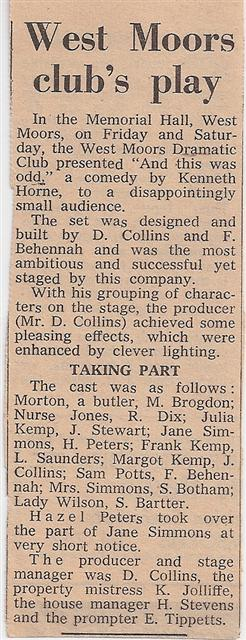 West Moors
club's play
In the Memorial Hall, West
Moors, on Friday and Satur-
day, the West Moors Dramatic
Club presented "And this was
odd," a comedy by Kenneth
Horne, to a disappointingly
small audience.
The set was designed and
built by D. Collins and F.
Behennah and was the most
ambitious and successful yet
staged by this company.
With his grouping of charac-
ters on the stage, the producer
(Mr. D. Collins) achieved some
pleasing effects, which were
enhanced by clever lighting.
TAKING PART
The cast was as follows:
Morton, a butler, M. Brogdon;
Nurse Jones, R. Dix; Julia
Kemp, J. Stewart; Jane Sim-
mons, H. Peters; Frank Kemp,
L. Saunders; Margot Kemp, J.
Collins; Sam Potts, F. Behen-
nah; Mrs. Simmons, S. Botham;
Lady Wilson, S. Bartter.
Hazel Peters took over
the part of Jane Simmons at
very short notice.
The producer and stage
manager was D. Collins, the
property mistress K. Jolliffe,
the house manager H. Stevens
and the prompter E. Tippetts.